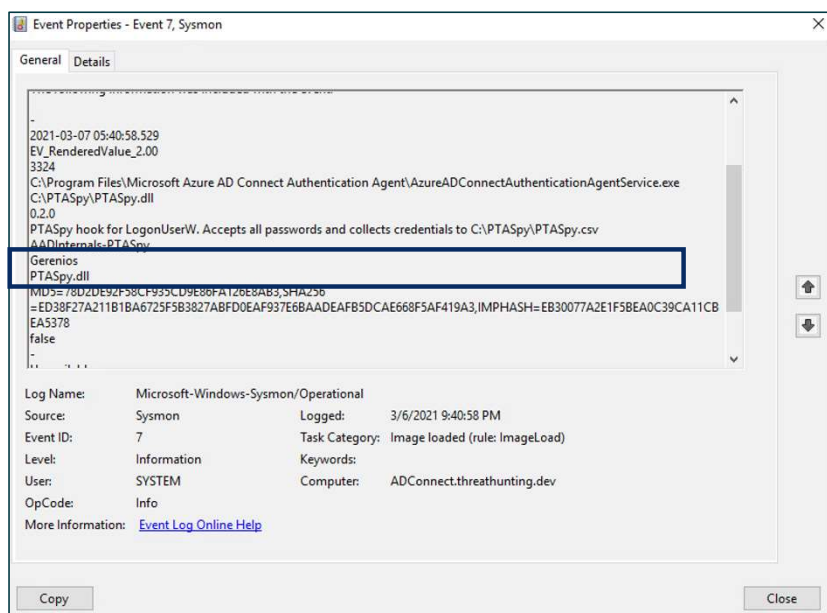 Event Properties - Event 7, Sysmon
General Details
-
2021-03-07 05:40:58.529
EV_RenderedValue_2.00
3324
C:\Program Files\Microsoft Azure AD Connect Authentication Agent\AzureADConnectAuthenticationAgentService.exe
C:\PTASpy\PTASpy.dll
0.2.0
PTASpy hook for LogonUserW. Accepts all passwords and collects credentials to C:\PTASpy\PTASpy.csv
AADInternals-PTASpy
Gerenios
PTASpy.dll
MD5=78D2DE92F58CF935CD9E86FA126E8AB3,SHA256
=ED38F27A211B1BA6725F5B3827ABFD0EAF937E6BAADEAFB5DCAE668F5AF419A3,IMPHASH=EB30077A2E1F5BEA0C39CA11CB
EA5378
false
-
Log Name: Microsoft-Windows-Sysmon/Operational
Source: Sysmon Logged: 3/6/2021 9:40:58 PM
Event ID: 7 Task Category: Image loaded (rule: ImageLoad)
Level: Information Keywords:
User: SYSTEM Computer: ADConnect.threathunting.dev
OpCode: Info
More Information: Event Log Online Help
Copy Close